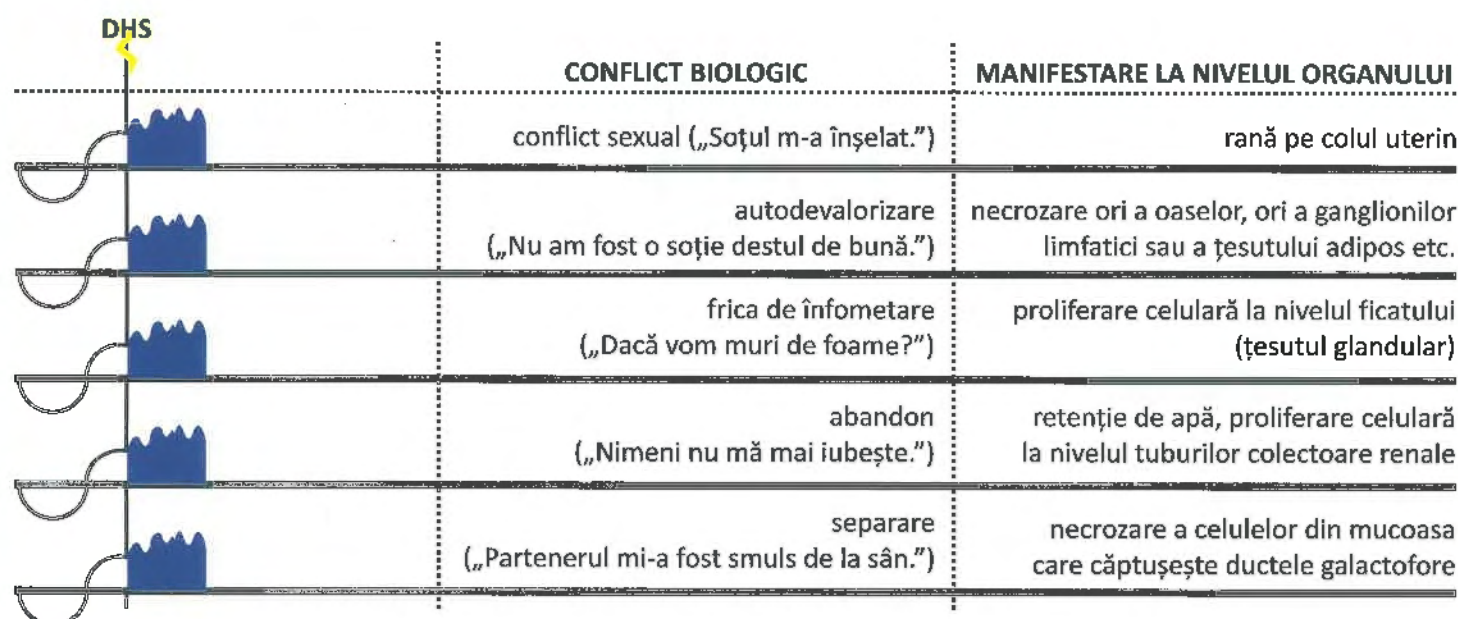 DHS
CONFLICT BIOLOGIC
MANIFESTARE LA NIVELUL ORGANULUI
conflict sexual („Soțul m-a înșelat.”)
rană pe colul uterin
autodevalorizare
(„Nu am fost o soție destul de bună.”)
necrozare ori a oaselor, ori a ganglionilor
limfatici sau a țesutului adipos etc.
frica de înfometare
(„Dacă vom muri de foame?”)
proliferare celulară la nivelul ficatului
(țesutul glandular)
abandon
(„Nimeni nu mă mai iubește.”)
retenție de apă, proliferare celulară
la nivelul tuburilor colectoare renale
separare
(„Partenerul mi-a fost smuls de la sân.”)
necrozare a celulelor din mucoasa
care căptușește ductele galactofore